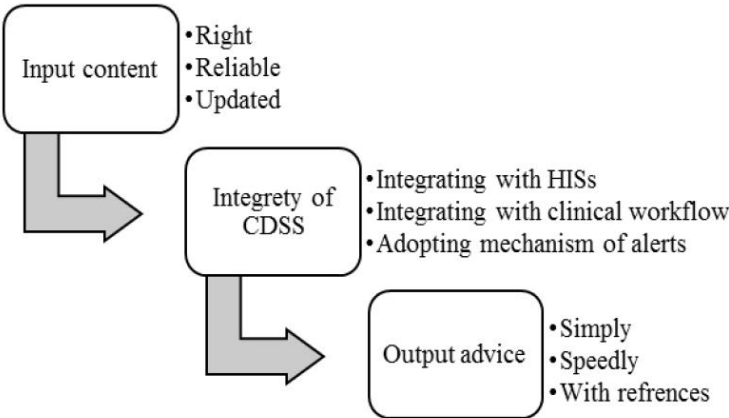 Input content
•Right
•Reliable
•Updated
Integrety of
CDSS
•Integrating with HISs
•Integrating with clinical workflow
•Adopting mechanism of alerts
Output advice
•Simply
•Speedly
•With refrences